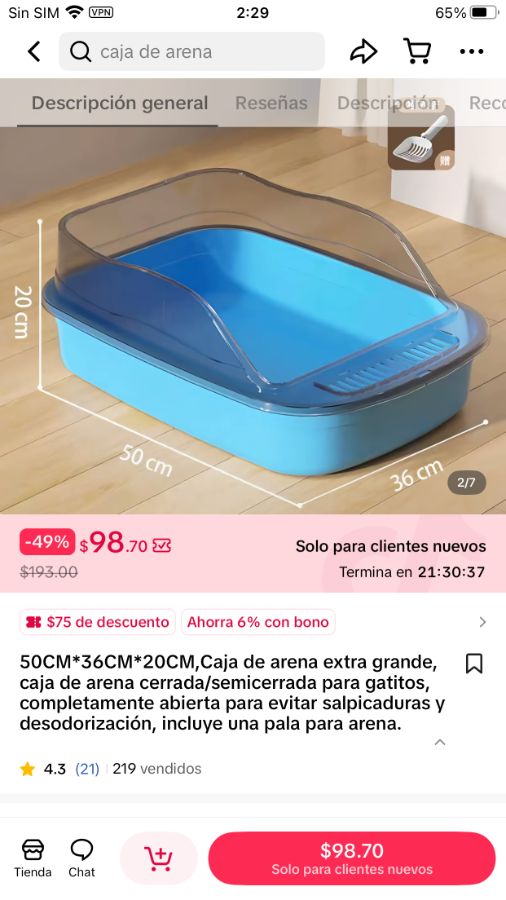 Sin SIM VPN 2:29 65%
caja de arena
Descripción general Reseñas Descripción Reco
赠
20 cm
50 cm
36 cm
2/7
-49% $98.70 Solo para clientes nuevos
$193.00 Termina en 21:30:37
$75 de descuento Ahorra 6% con bono
50CM*36CM*20CM,Caja de arena extra grande,
caja de arena cerrada/semicerrada para gatitos,
completamente abierta para evitar salpicaduras y
desodorización, incluye una pala para arena.
4.3 (21) 219 vendidos
$98.70
Tienda Chat Solo para clientes nuevos